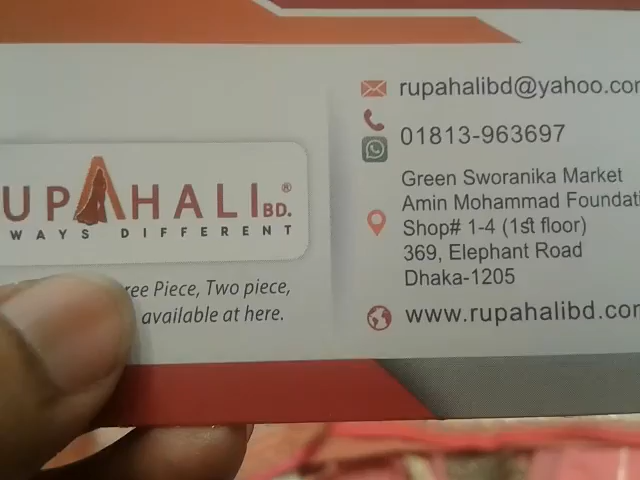 UPAHALI BD.®
WAYS DIFFERENT
ree Piece, Two piece,
available at here.
rupahalibd@yahoo.com
01813-963697
Green Sworanika Market
Amin Mohammad Foundati
Shop# 1-4 (1st floor)
369, Elephant Road
Dhaka-1205
www.rupahalibd.com